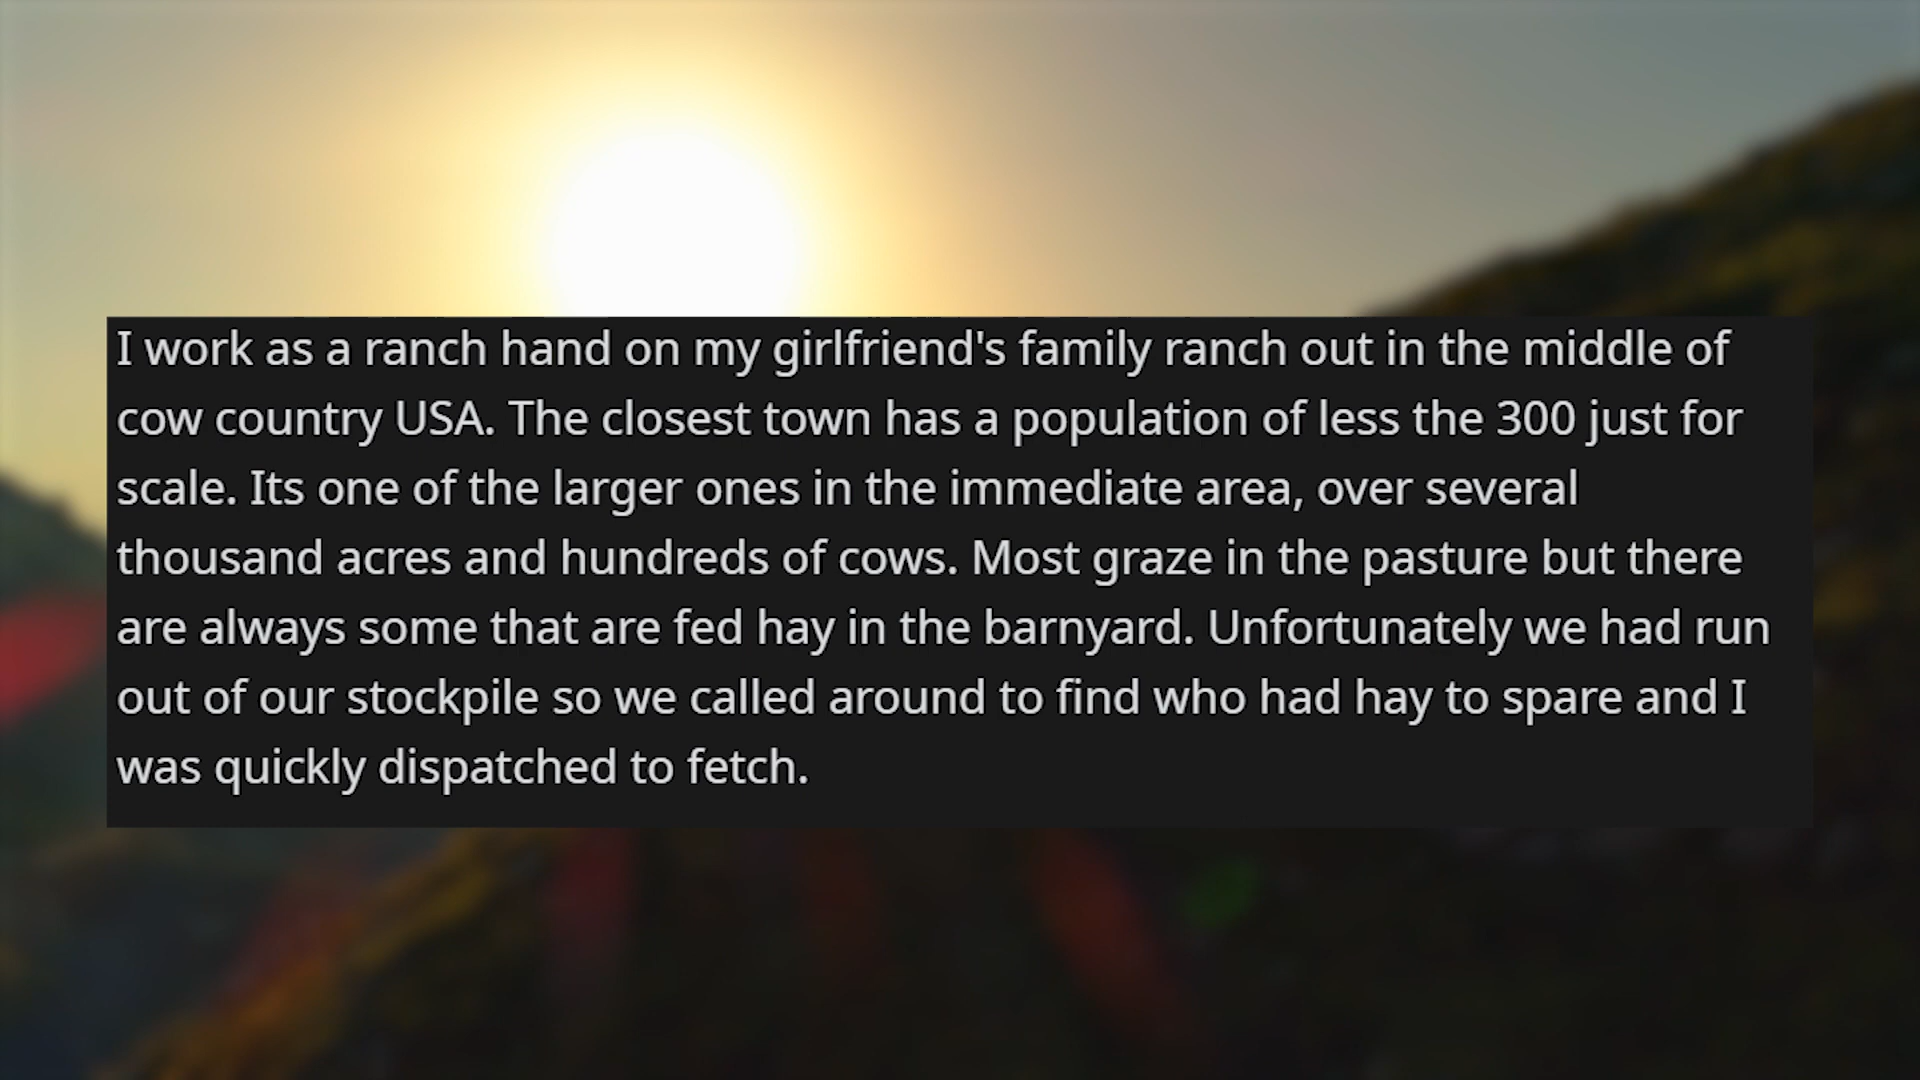 I work as a ranch hand on my girlfriend's family ranch out in the middle of
cow country USA. The closest town has a population of less the 300 just for
scale. Its one of the larger ones in the immediate area, over several
thousand acres and hundreds of cows. Most graze in the pasture but there
are always some that are fed hay in the barnyard. Unfortunately we had run
out of our stockpile so we called around to find who had hay to spare and I
was quickly dispatched to fetch.